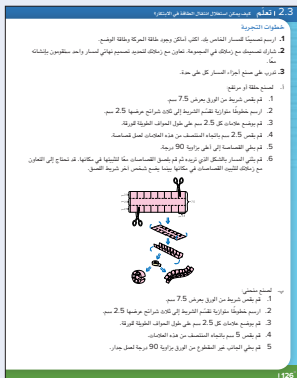 2.3 | تعلم كيف يمكن استغلال انتقال الطاقة في الابتكار؟
خطوات التجربة
1. ارسم تصميمًا للمسار الخاص بك. اكتب أماكن وجود طاقة الحركة وطاقة الوضع.
2. شارك تصميمك مع زملائك في المجموعة. تعاون مع زملائك لتحديد تصميم نهائي لمسار واحد ستقومون بإنشائه
معًا.
3. تدرب على صنع أجزاء المسار كل على حدة.
أ. لصنع حلقة أو مرتفع:
1. قم بقص شريط من الورق بعرض 7.5 سم.
2. ارسم خطوطًا متوازية تقسّم الشريط إلى ثلاث شرائح عرضها 2.5 سم.
3. قم بوضع علامات كل 2.5 سم على طول الحواف الطويلة للورقة.
4. قم بقص 2.5 سم باتجاه المنتصف من هذه العلامات لعمل قصاصة.
5. قم بطي القصاصة إلى أعلى بزاوية 90 درجة.
6. قم بثني المسار بالشكل الذي تريده ثم قم بلصق القصاصات معًا لتثبيتها في مكانها. قد تحتاج إلى التعاون
مع زملائك لتثبيت القصاصات في مكانها بينما يضع شخص آخر شريط اللصق.
ب. لصنع منحنى:
1. قم بقص شريط من الورق بعرض 7.5 سم.
2. ارسم خطوطًا متوازية تقسّم الشريط إلى ثلاث شرائح عرضها 2.5 سم.
3. قم بوضع علامات كل 2.5 سم على طول الحواف الطويلة للورقة.
4. قم بقص 5 سم باتجاه المنتصف من هذه العلامات.
5 قم بطي الجانب غير المقطوع من الورق بزاوية 90 درجة لعمل جدار.
126